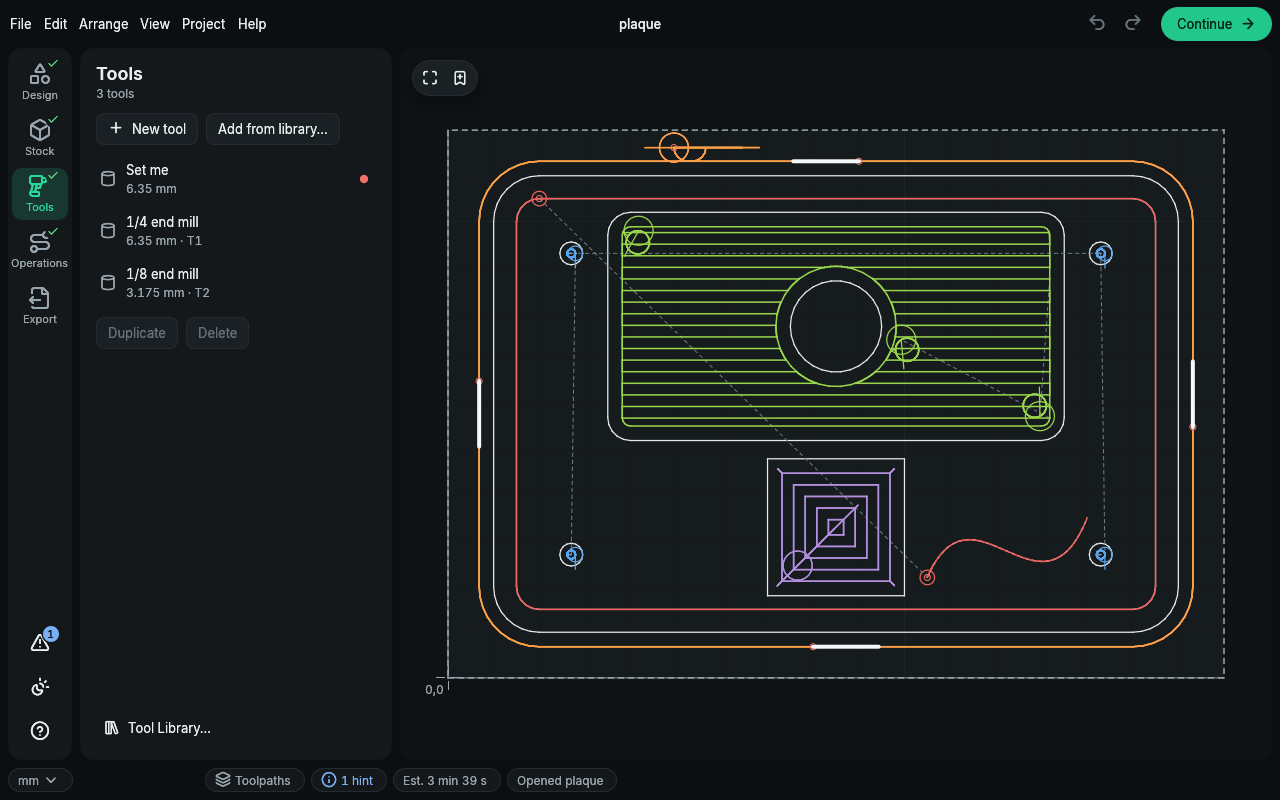 File Edit Arrange View Project Help
plaque
Continue
Design
Stock
Tools
Operations
Export
1
Tools
3 tools
New tool
Add from library...
Set me
6.35 mm
1/4 end mill
6.35 mm · T1
1/8 end mill
3.175 mm · T2
Duplicate
Delete
Tool Library...
0,0
mm
Toolpaths
1 hint
Est. 3 min 39 s
Opened plaque